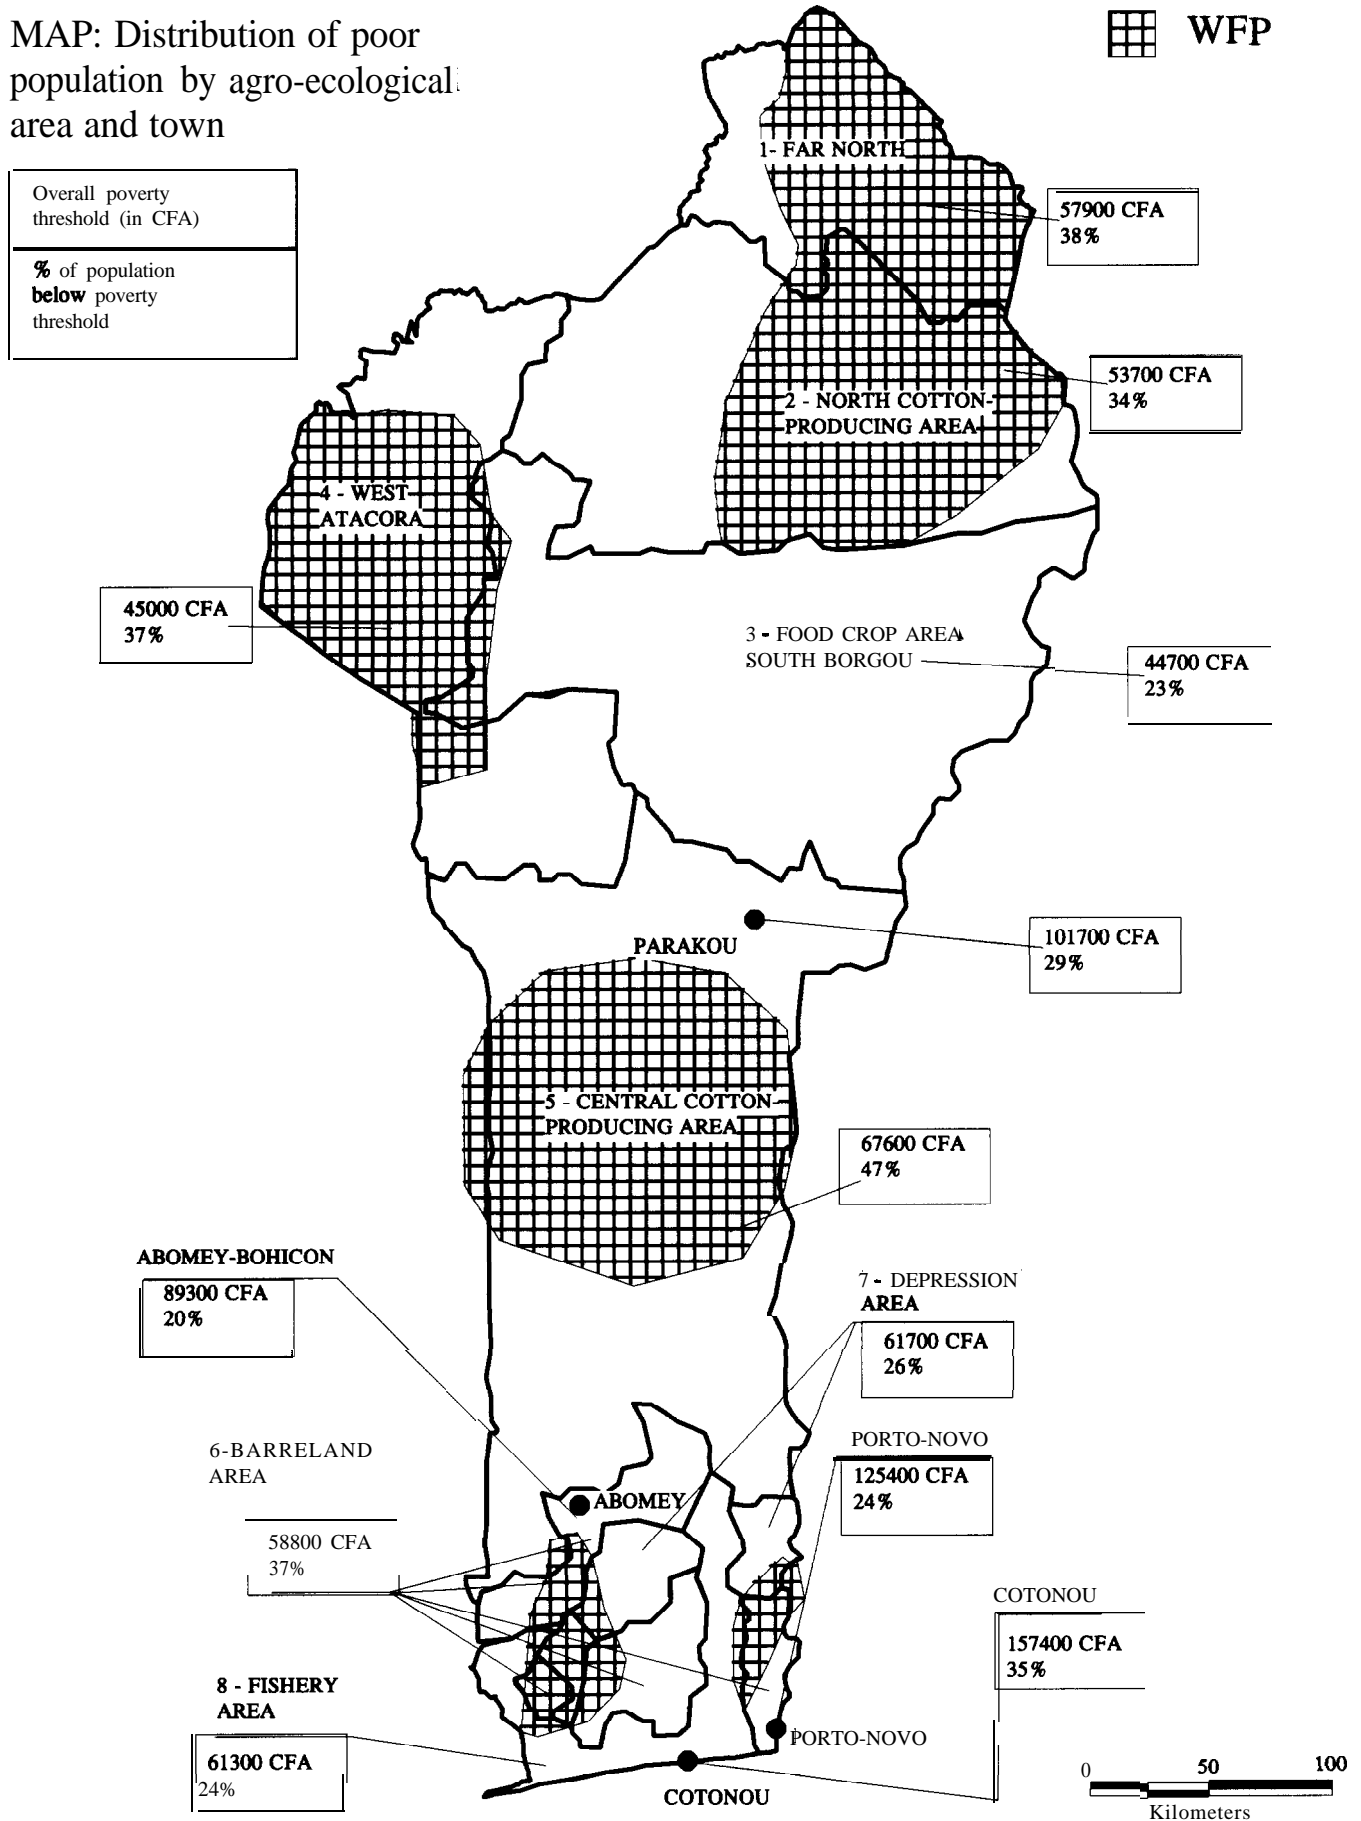 MAP: Distribution of poor
population by agro-ecological
area and town
WFP
Overall poverty
threshold (in CFA)
% of population
below poverty
threshold
1- FAR NORTH
57900 CFA
38%
53700 CFA
34%
2 - NORTH COTTON-
PRODUCING AREA
4 - WEST
ATACORA
45000 CFA
37%
3 - FOOD CROP AREA
SOUTH BORGOU
44700 CFA
23%
PARAKOU
101700 CFA
29%
5 - CENTRAL COTTON-
PRODUCING AREA
67600 CFA
47%
ABOMEY-BOHICON
89300 CFA
20%
7 - DEPRESSION
AREA
61700 CFA
26%
6-BARRELAND
AREA
58800 CFA
37%
PORTO-NOVO
125400 CFA
24%
ABOMEY
COTONOU
157400 CFA
35%
8 - FISHERY
AREA
61300 CFA
24%
PORTO-NOVO
COTONOU
0 50 100
Kilometers